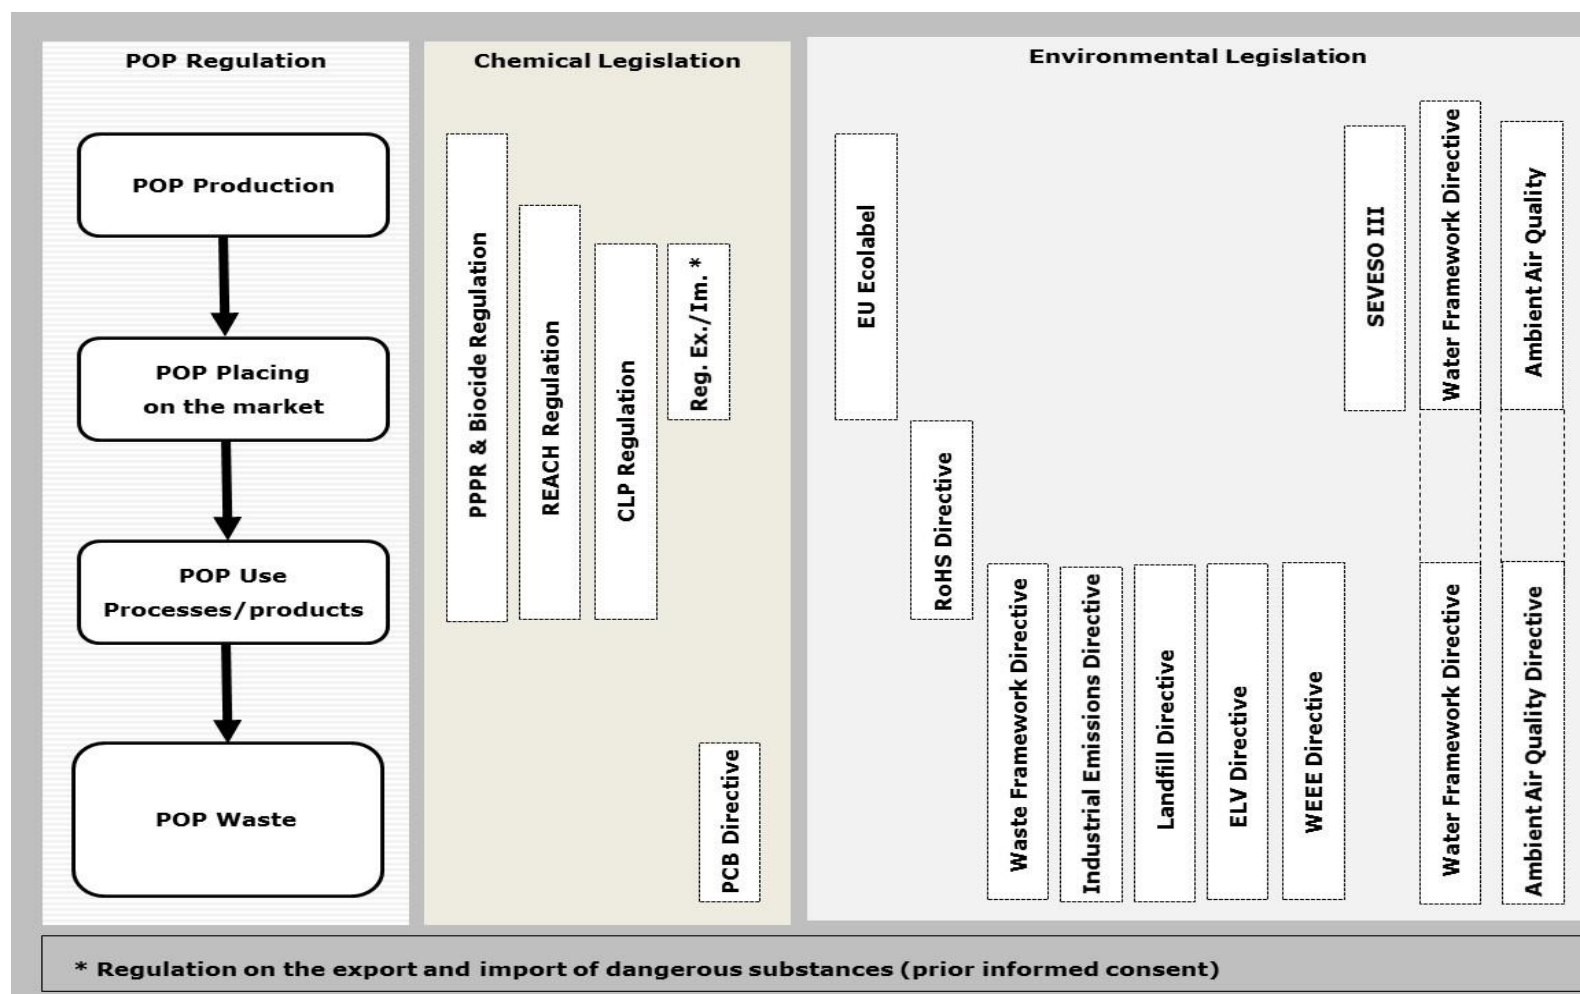 POP Regulation
POP Production
POP Placing
on the market
POP Use
Processes/products
POP Waste
Chemical Legislation
PPPR & Biocide Regulation
REACH Regulation
CLP Regulation
Reg. Ex./Im. *
PCB Directive
Environmental Legislation
EU Ecolabel
RoHS Directive
Waste Framework Directive
Industrial Emissions Directive
Landfill Directive
ELV Directive
WEEE Directive
SEVESO III
Water Framework Directive
Ambient Air Quality
Water Framework Directive
Ambient Air Quality Directive
* Regulation on the export and import of dangerous substances (prior informed consent)